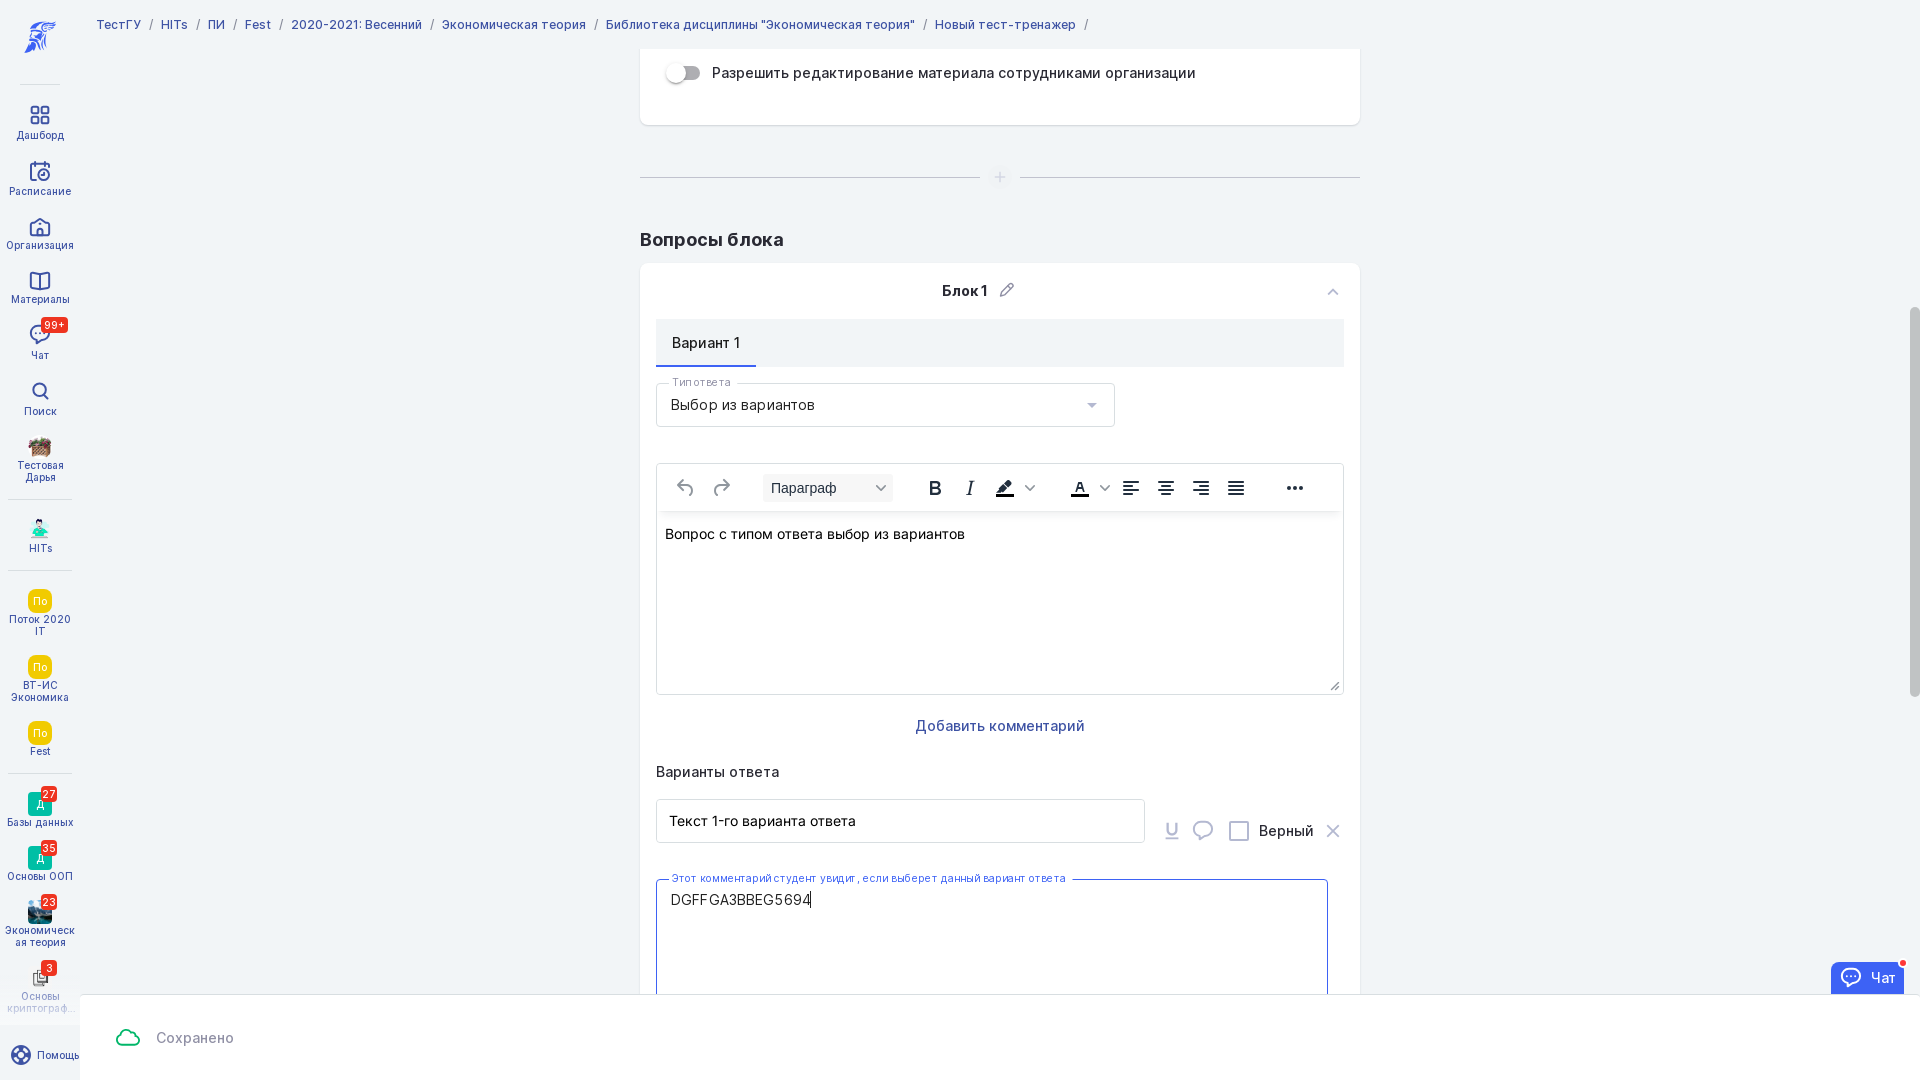 ТестГУ / HITs / ПИ / Fest / 2020-2021: Весенний / Экономическая теория / Библиотека дисциплины "Экономическая теория" / Новый тест-тренажер /
Дашборд
Расписание
Организация
Материалы
99+
Чат
Поиск
Тестовая
Дарья
HITs
По
Поток 2020
IT
По
ВТ-ИС
Экономика
По
Fest
27
Д
Базы данных
35
Д
Основы ООП
23
Экономическ
ая теория
3
Основы
криптограф...
Помощь
Разрешить редактирование материала сотрудниками организации
Вопросы блока
Блок 1
Вариант 1
Тип ответа
Выбор из вариантов
Параграф
Вопрос с типом ответа выбор из вариантов
Добавить комментарий
Варианты ответа
Текст 1-го варианта ответа
Верный
Этот комментарий студент увидит, если выберет данный вариант ответа
DGFFGA3BBEG5694
Чат
Сохранено